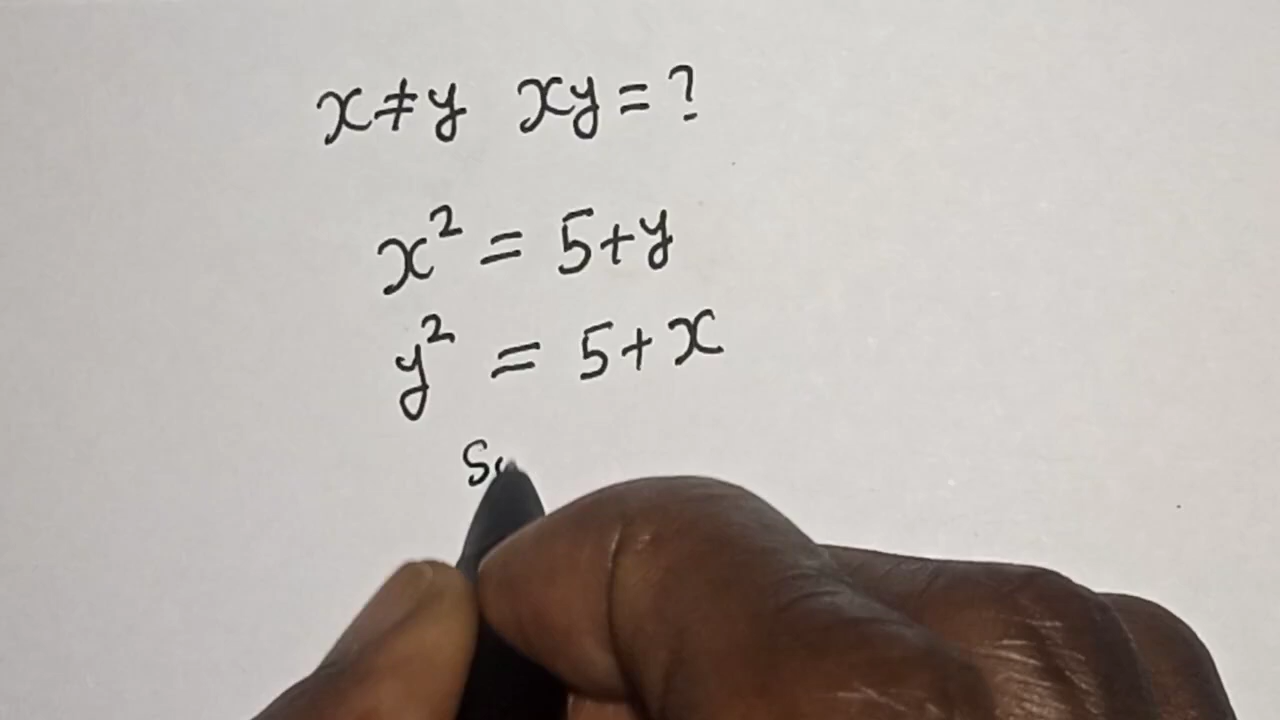 x≠y xy=?
x² = 5+y
y² = 5+x